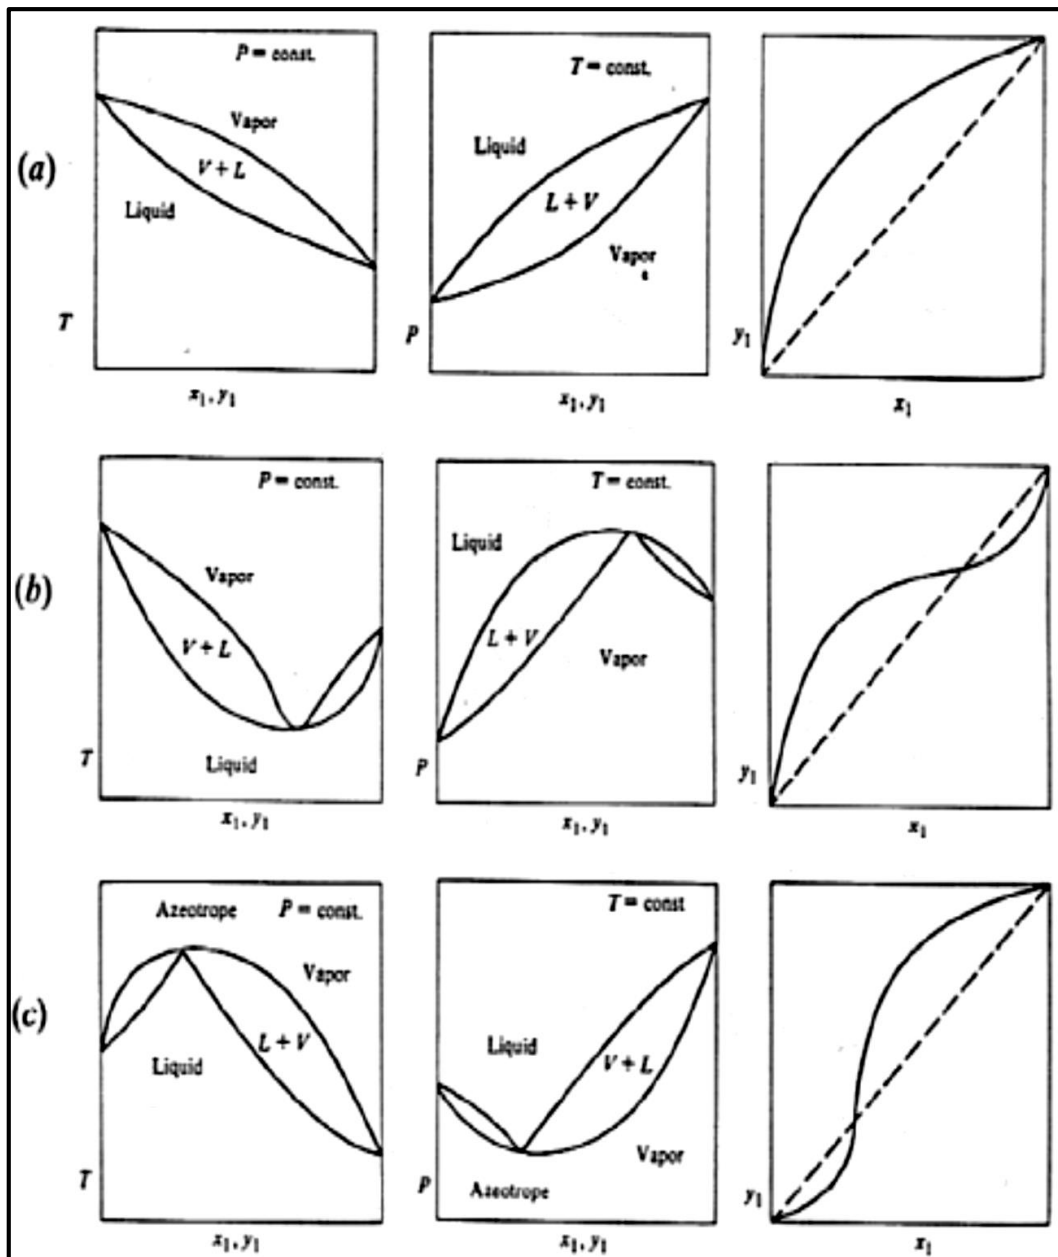 (a)
P = const.
Vapor
V + L
Liquid
T
x₁, y₁
T = const.
Liquid
L + V
Vapor
P
x₁, y₁
y₁
x₁
(b)
P = const.
Vapor
V + L
Liquid
T
x₁, y₁
T = const.
Liquid
L + V
Vapor
P
x₁, y₁
y₁
x₁
(c)
Azeotrope
P = const.
Vapor
L + V
Liquid
T
x₁, y₁
T = const
Liquid
V + L
Vapor
P
Azeotrope
x₁, y₁
y₁
x₁